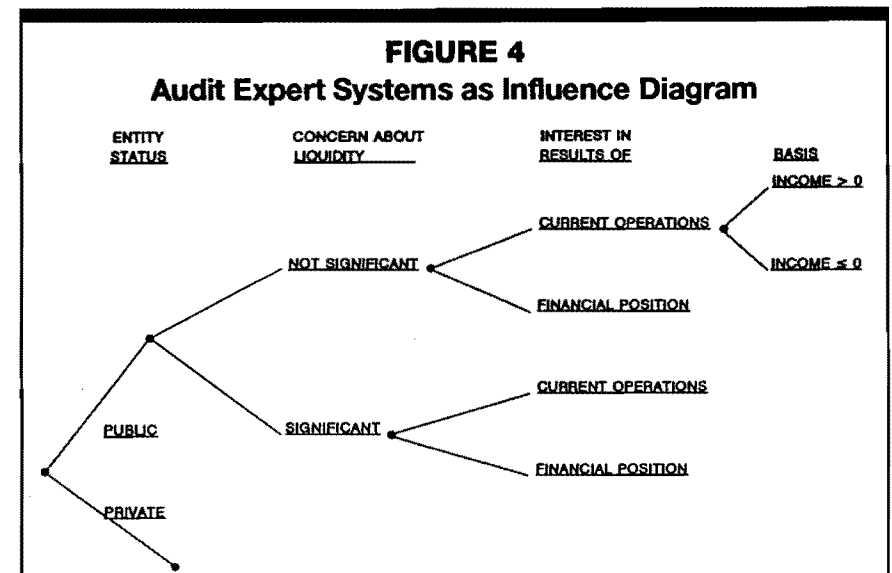 FIGURE 4
Audit Expert Systems as Influence Diagram
ENTITY
STATUS
CONCERN ABOUT
LIQUIDITY
INTEREST IN
RESULTS OF
BASIS
INCOME > 0
CURRENT OPERATIONS
NOT SIGNIFICANT
INCOME ≤ 0
FINANCIAL POSITION
CURRENT OPERATIONS
PUBLIC
SIGNIFICANT
FINANCIAL POSITION
PRIVATE